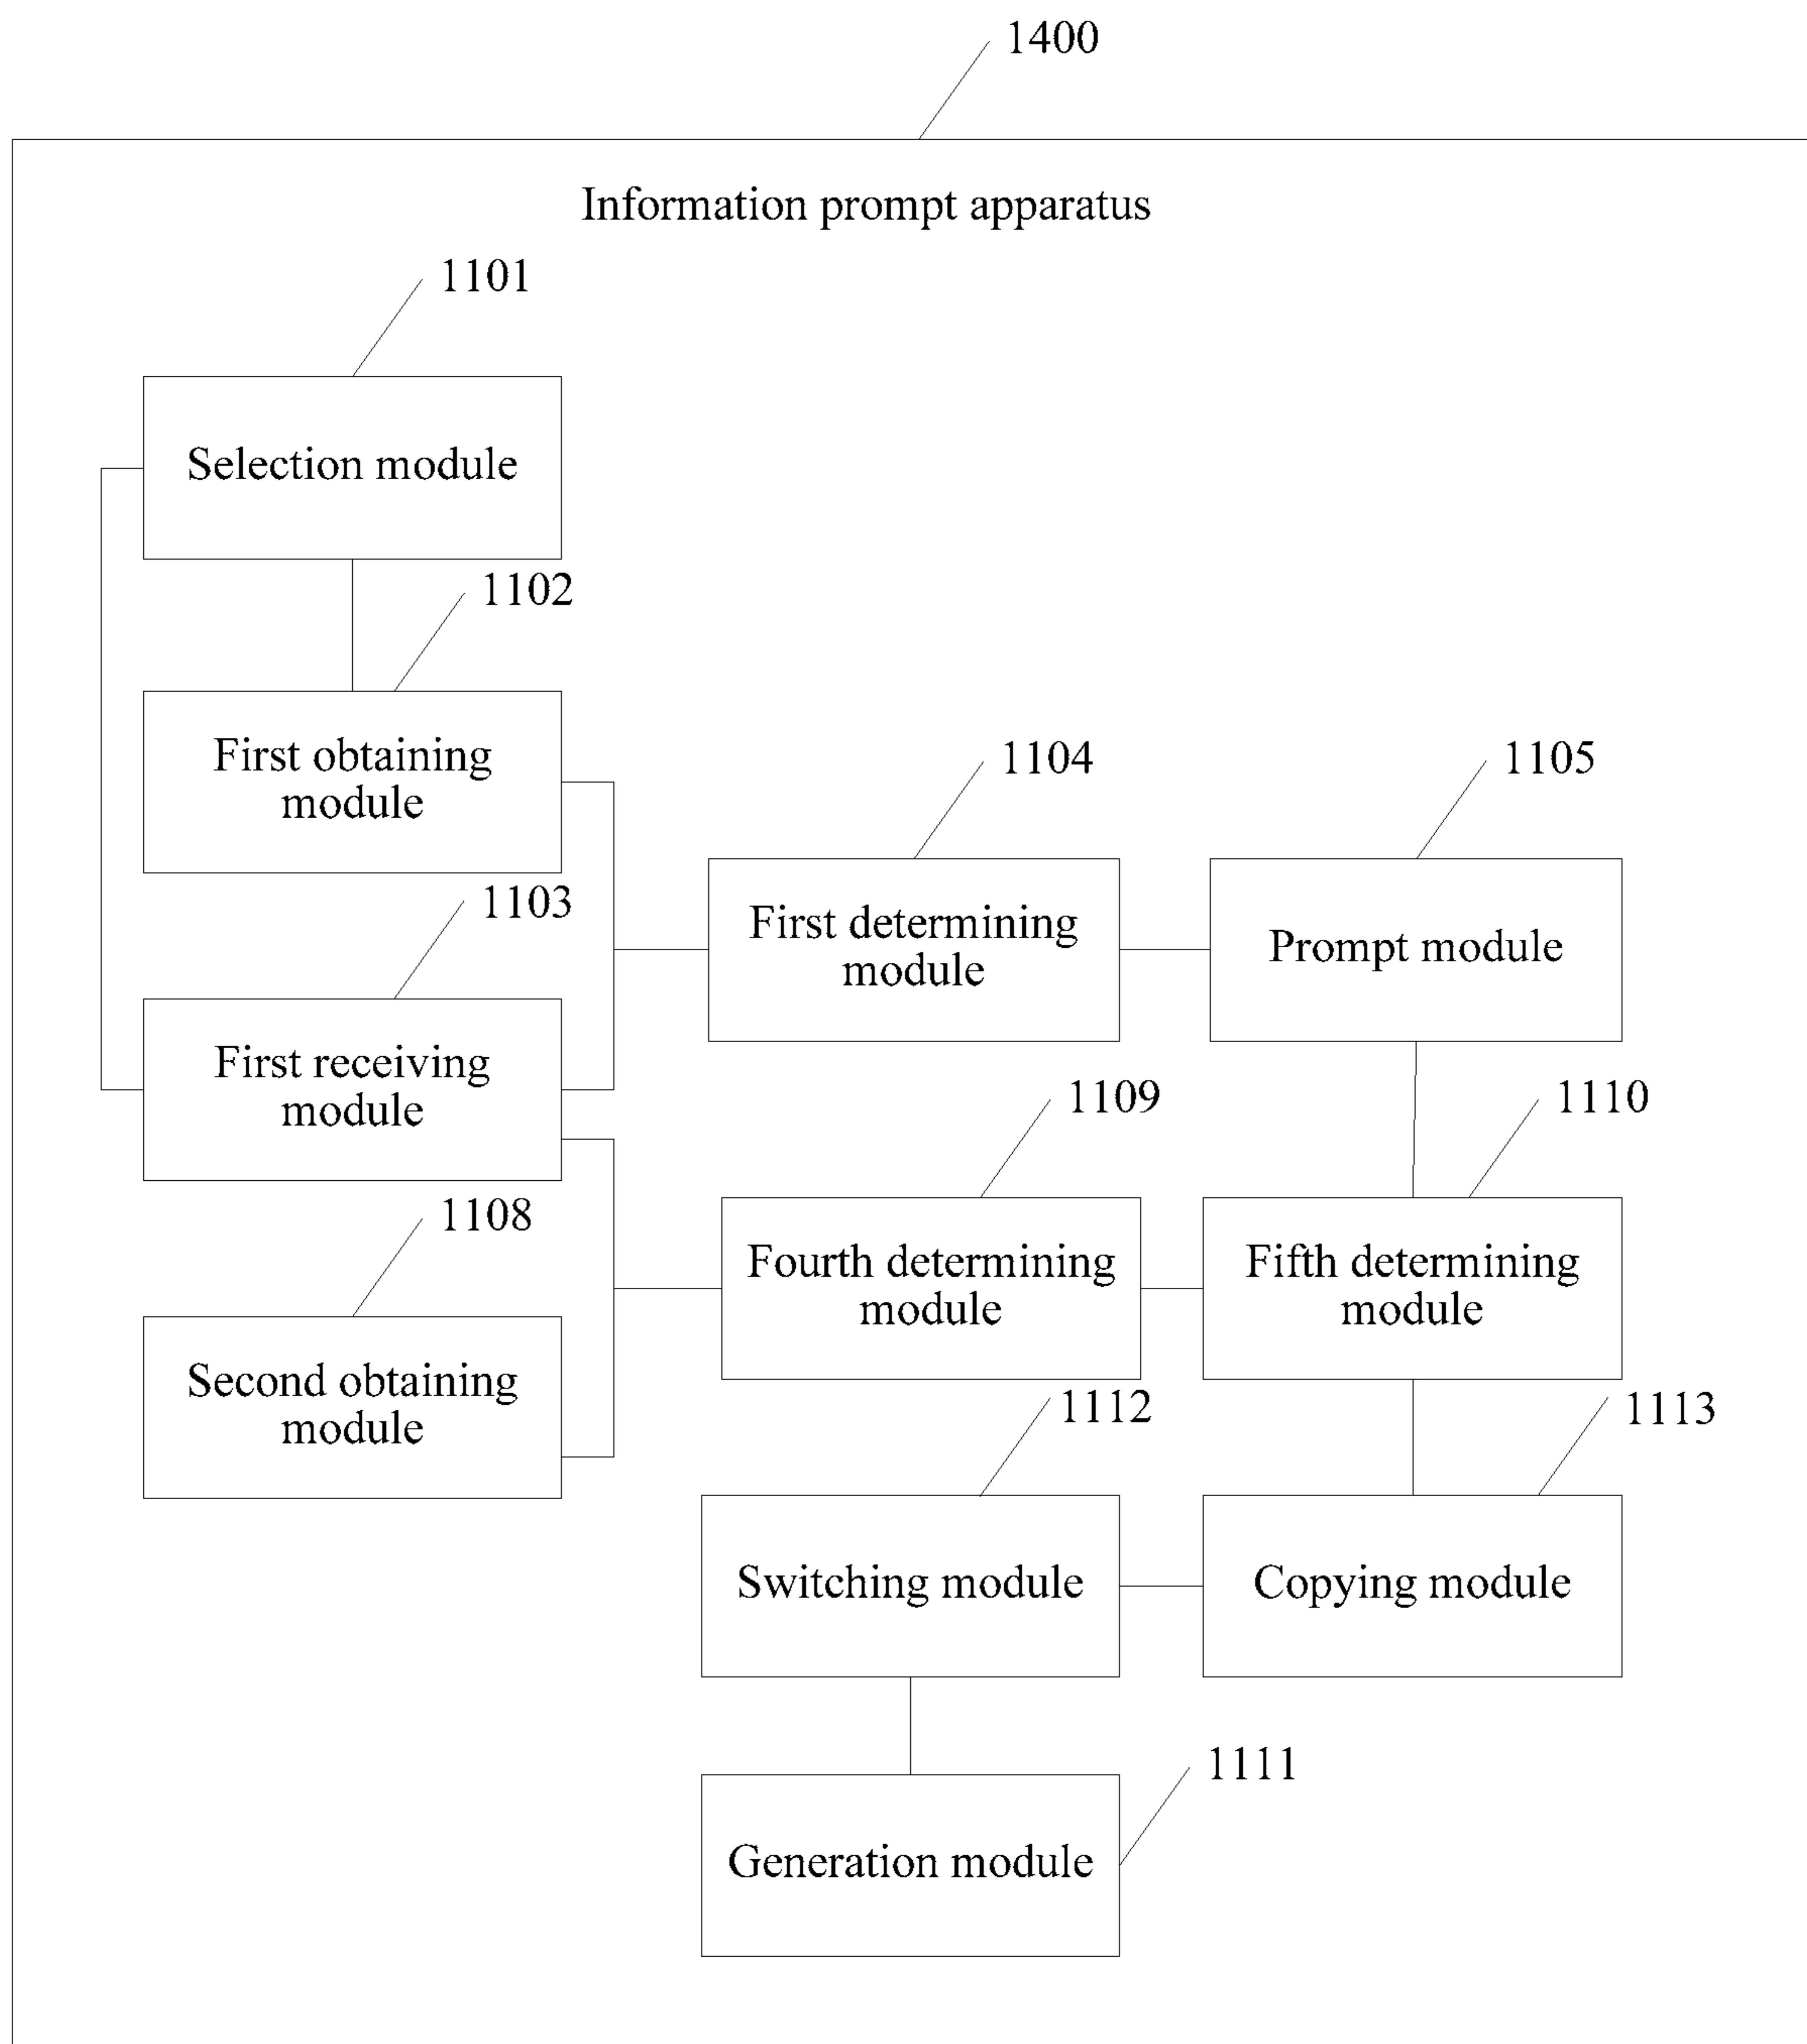 1400
Information prompt apparatus
1101
Selection module
1102
First obtaining
module
1103
First receiving
module
1104
First determining
module
1105
Prompt module
1108
Second obtaining
module
1109
Fourth determining
module
1110
Fifth determining
module
1112
Switching module
1113
Copying module
1111
Generation module